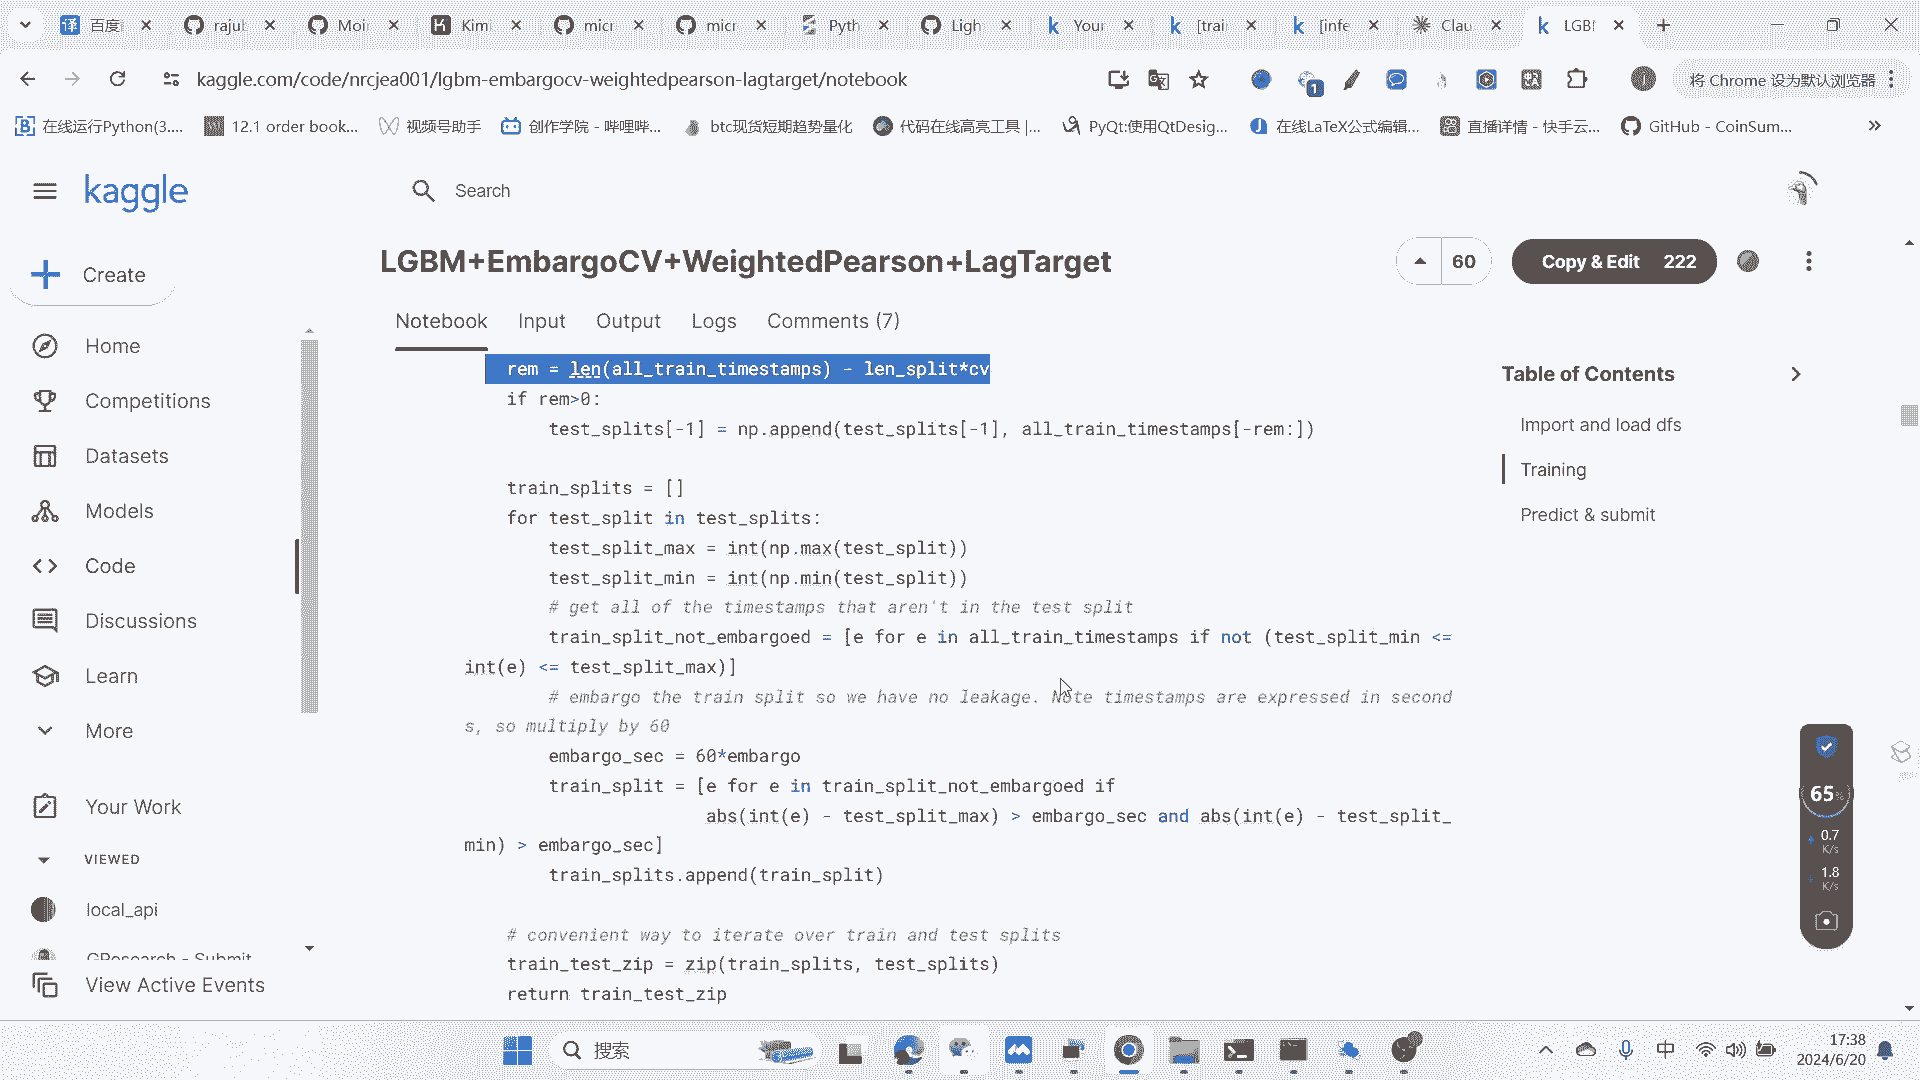 百度 rajub Moi Kim micr micr Pyth Ligh Your [trai [infe Clau LGB
kaggle.com/code/nrcjea001/lgbm-embargocv-weightedpearson-lagtarget/notebook 将 Chrome 设为默认浏览器
在线运行Python(3.... 12.1 order book... 视频号助手 创作学院 - 哔哩哔... btc现货短期趋势量化 代码在线高亮工具 |... PyQt:使用QtDesig... 在线LaTeX公式编辑... 直播详情 - 快手云... GitHub - CoinSum...
kaggle
Search
LGBM+EmbargoCV+WeightedPearson+LagTarget
60
Copy & Edit 222
Create
Notebook Input Output Logs Comments (7)
Home
Competitions
Datasets
Models
Code
Discussions
Learn
More
Your Work
VIEWED
local_api
GResearch - Submit
View Active Events
rem = len(all_train_timestamps) - len_split*cv
if rem>0:
test_splits[-1] = np.append(test_splits[-1], all_train_timestamps[-rem:])
train_splits = []
for test_split in test_splits:
test_split_max = int(np.max(test_split))
test_split_min = int(np.min(test_split))
# get all of the timestamps that aren't in the test split
train_split_not_embargoed = [e for e in all_train_timestamps if not (test_split_min <=
int(e) <= test_split_max)]
# embargo the train split so we have no leakage. Note timestamps are expressed in second
s, so multiply by 60
embargo_sec = 60*embargo
train_split = [e for e in train_split_not_embargoed if
abs(int(e) - test_split_max) > embargo_sec and abs(int(e) - test_split_
min) > embargo_sec]
train_splits.append(train_split)
# convenient way to iterate over train and test splits
train_test_zip = zip(train_splits, test_splits)
return train_test_zip
Table of Contents
Import and load dfs
Training
Predict & submit
65%
0.7
K/s
1.8
K/s
搜索
中
17:38
2024/6/20